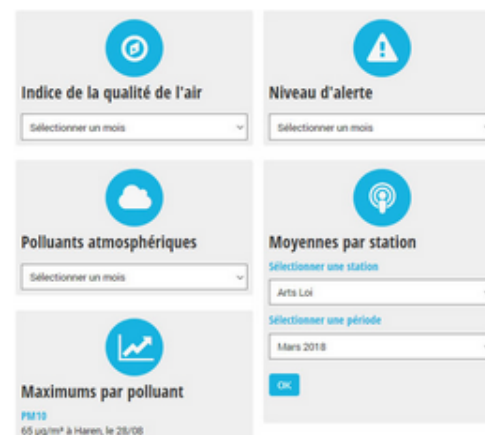 Indice de la qualité de l'air
Sélectionner un mois
Niveau d'alerte
Sélectionner un mois
Polluants atmosphériques
Sélectionner un mois
Moyennes par station
Sélectionner une station
Arts Loi
Sélectionner une période
Mars 2018
OK
Maximums par polluant
PM10
65 µg/m³ à Haren, le 28/08